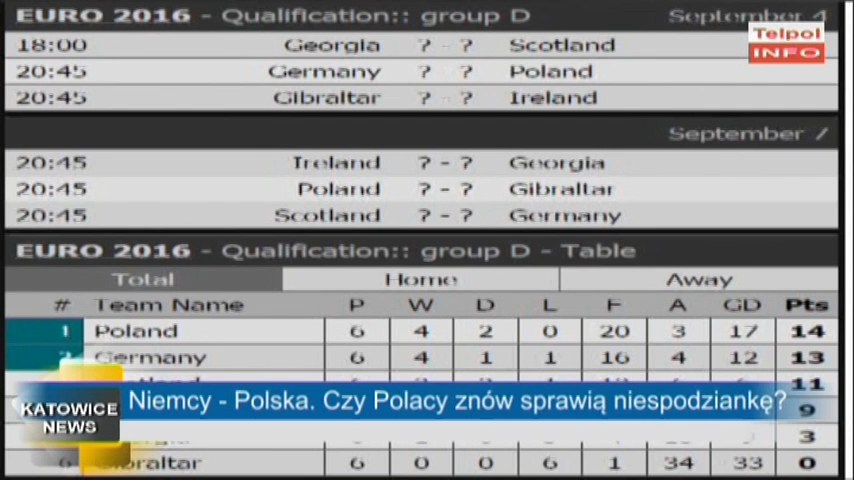 EURO 2016 - Qualification:: group D September 4
Telpol
INFO
18:00 Georgia ? - ? Scotland
20:45 Germany ? - ? Poland
20:45 Gibraltar ? - ? Ireland
September 7
20:45 Ireland ? - ? Georgia
20:45 Poland ? - ? Gibraltar
20:45 Scotland ? - ? Germany
EURO 2016 - Qualification:: group D - Table
Total Home Away
# Team Name P W D L F A GD Pts
1 Poland 6 4 2 0 20 3 17 14
2 Germany 6 4 1 1 16 4 12 13
11
Niemcy - Polska. Czy Polacy znów sprawią niespodziankę?
KATOWICE
NEWS
9
3
6 Gibraltar 6 0 0 6 1 34 33 0